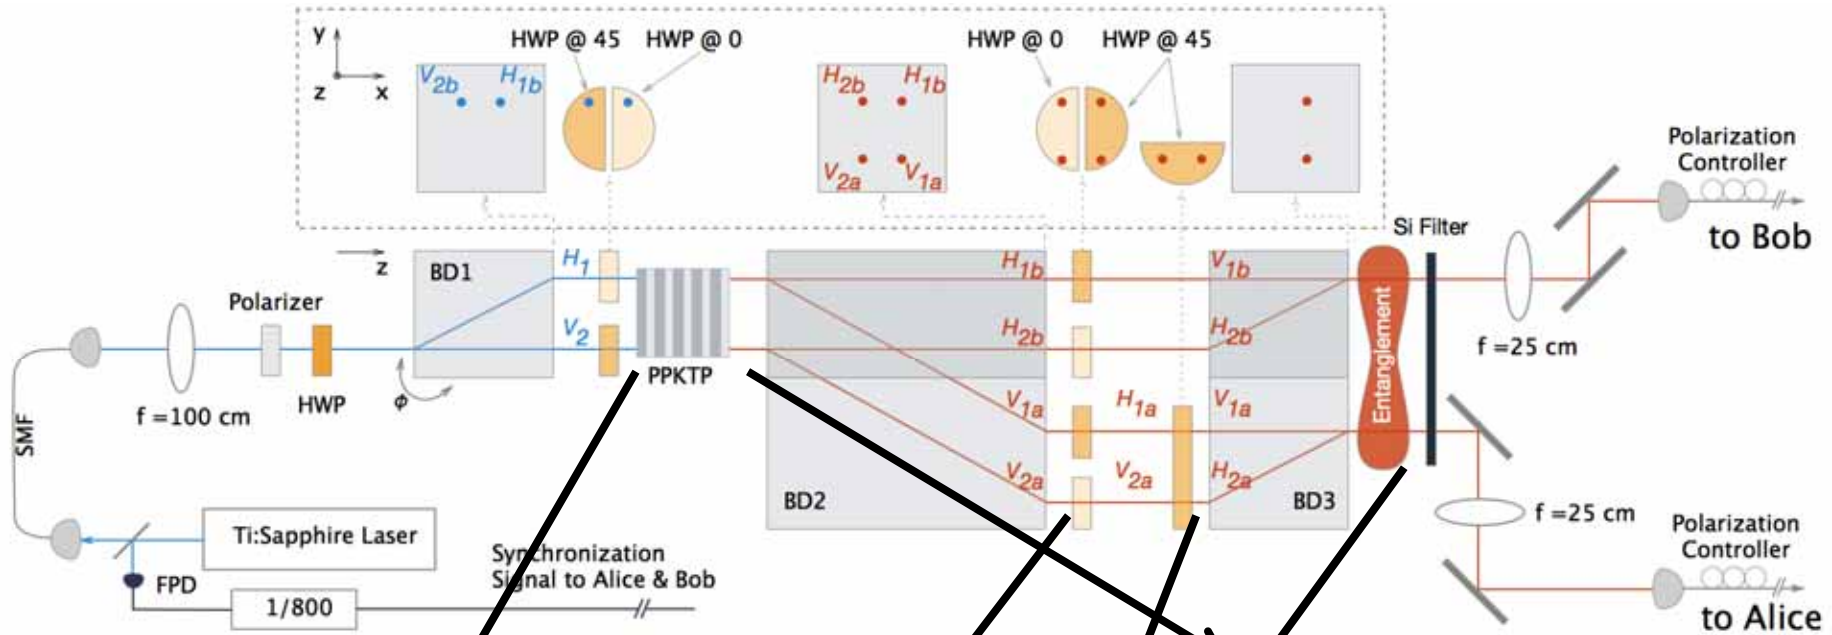 y
z x
V2b H1b
HWP @ 45 HWP @ 0
H2b H1b
V2a V1a
HWP @ 0 HWP @ 45
Polarization
Controller
to Bob
Si Filter
z
BD1
H1
V2
PPKTP
H1b
H2b
V1a
V2a
BD2
H1a
V2a
V1b
H2b
V1a
H2a
BD3
Entanglement
f =25 cm
Polarizer
HWP
ϕ
f =100 cm
SMF
Ti:Sapphire Laser
FPD
1/800
Synchronization
Signal to Alice & Bob
f =25 cm
Polarization
Controller
to Alice